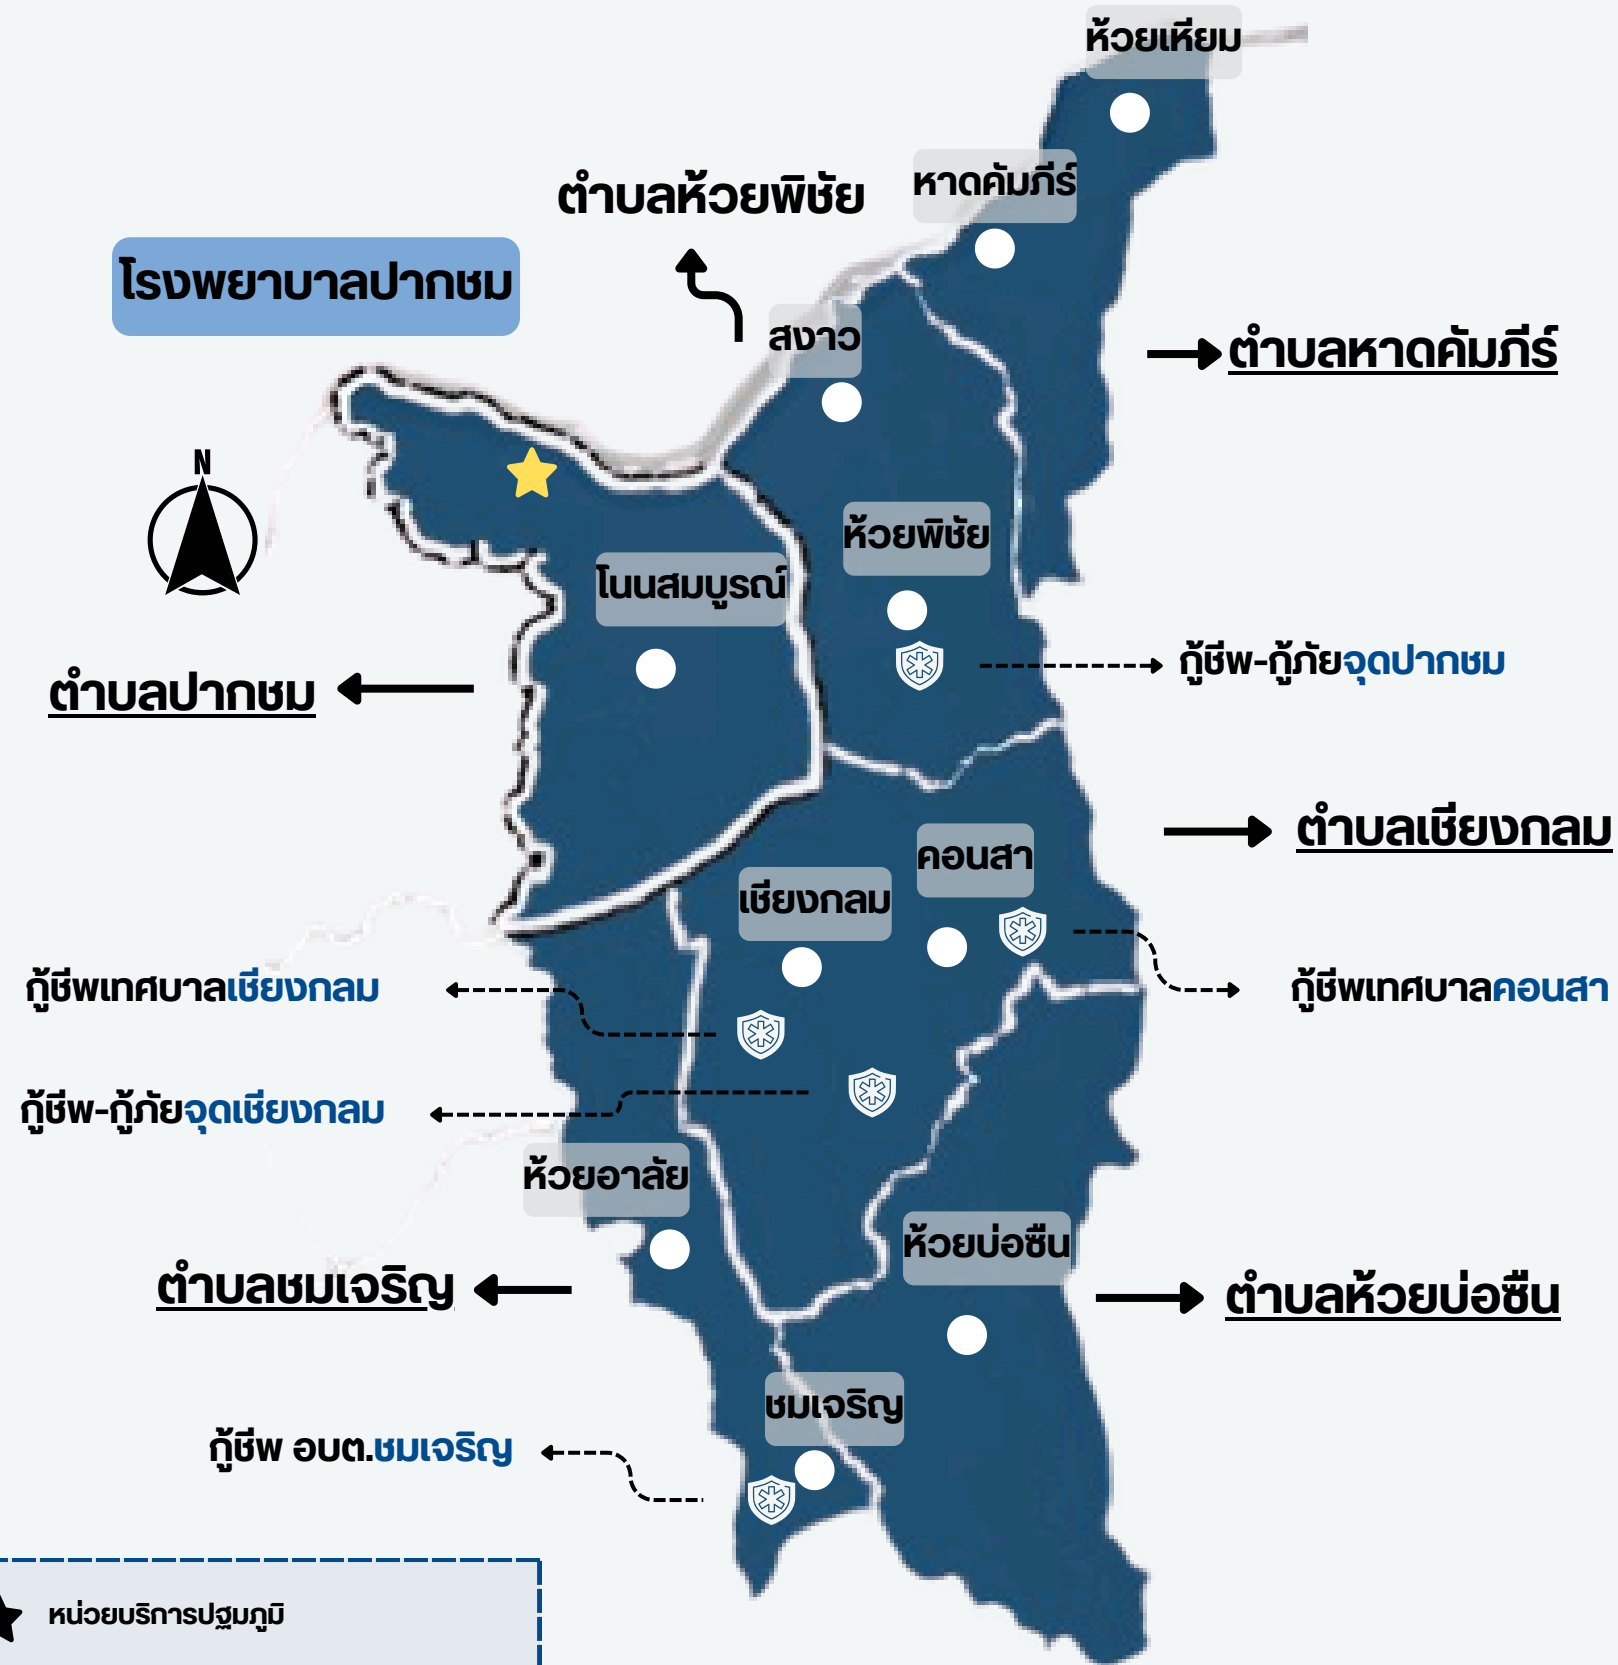 ห้วยเหียม
หาดคัมภีร์
ตำบลห้วยพิชัย
โรงพยาบาลปากชม
สงาว
ตำบลหาดคัมภีร์
N
ห้วยพิชัย
โนนสมบูรณ์
กู้ชีพ-กู้ภัยจุดปากชม
ตำบลปากชม
ตำบลเชียงกลม
คอนสา
เชียงกลม
กู้ชีพเทศบาลเชียงกลม
กู้ชีพเทศบาลคอนสา
กู้ชีพ-กู้ภัยจุดเชียงกลม
ห้วยอาลัย
ห้วยบ่อซืน
ตำบลชมเจริญ
ตำบลห้วยบ่อซืน
ชมเจริญ
กู้ชีพ อบต.ชมเจริญ
หน่วยบริการปฐมภูมิ